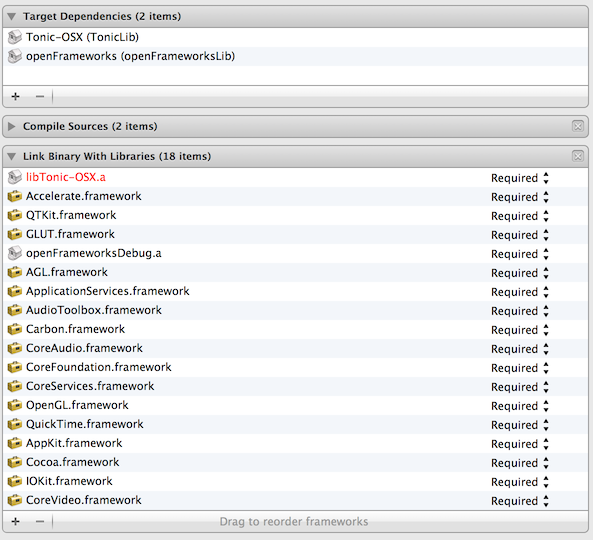 Target Dependencies (2 items)
Tonic-OSX (TonicLib)
openFrameworks (openFrameworksLib)
+ −
Compile Sources (2 items)
Link Binary With Libraries (18 items)
libTonic-OSX.a Required
Accelerate.framework Required
QTKit.framework Required
GLUT.framework Required
openFrameworksDebug.a Required
AGL.framework Required
ApplicationServices.framework Required
AudioToolbox.framework Required
Carbon.framework Required
CoreAudio.framework Required
CoreFoundation.framework Required
CoreServices.framework Required
OpenGL.framework Required
QuickTime.framework Required
AppKit.framework Required
Cocoa.framework Required
IOKit.framework Required
CoreVideo.framework Required
+ − Drag to reorder frameworks